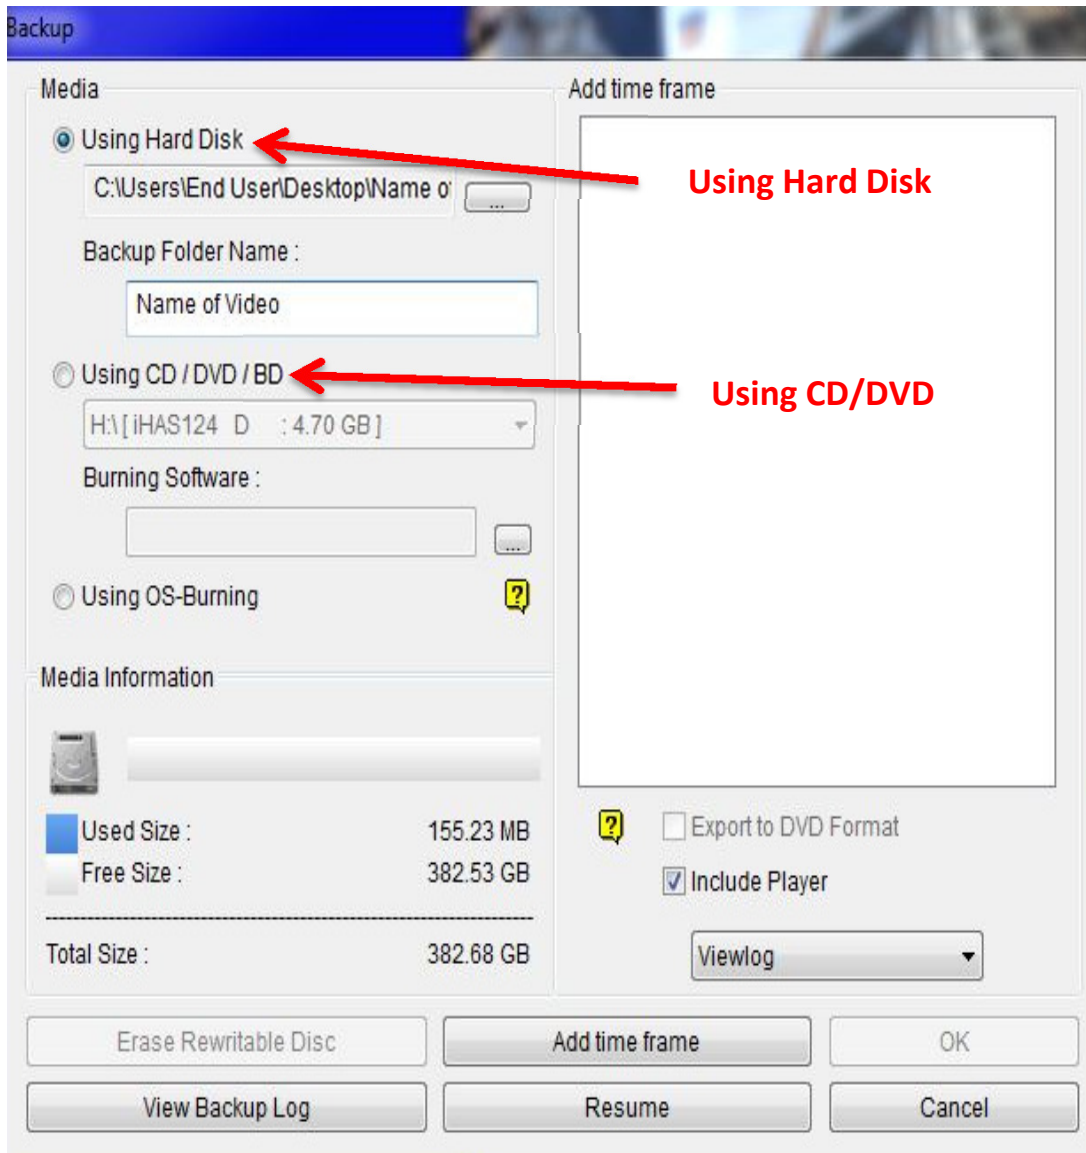 Backup
Media
Using Hard Disk
C:\Users\End User\Desktop\Name o
...
Backup Folder Name :
Name of Video
Using CD / DVD / BD
H:\ [ iHAS124 D : 4.70 GB ]
Burning Software :
...
Using OS-Burning
?
Media Information
Used Size : 155.23 MB
Free Size : 382.53 GB
Total Size : 382.68 GB
Add time frame
Using Hard Disk
Using CD/DVD
? Export to DVD Format
Include Player
Viewlog
Erase Rewritable Disc Add time frame OK
View Backup Log Resume Cancel